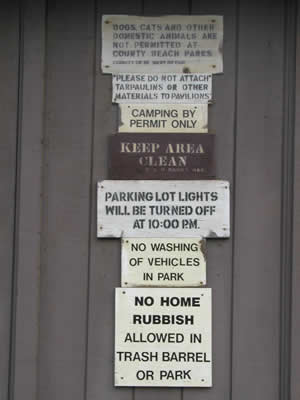 DOGS, CATS AND OTHER
DOMESTIC ANIMALS ARE
NOT PERMITTED AT
COUNTY BEACH PARKS.
"PLEASE DO NOT ATTACH"
TARPAULINS OR OTHER
MATERIALS TO PAVILIONS
CAMPING BY
PERMIT ONLY
KEEP AREA
CLEAN
PARKING LOT LIGHTS
WILL BE TURNED OFF
AT 10:00 P.M.
NO WASHING
OF VEHICLES
IN PARK
NO HOME
RUBBISH
ALLOWED IN
TRASH BARREL
OR PARK